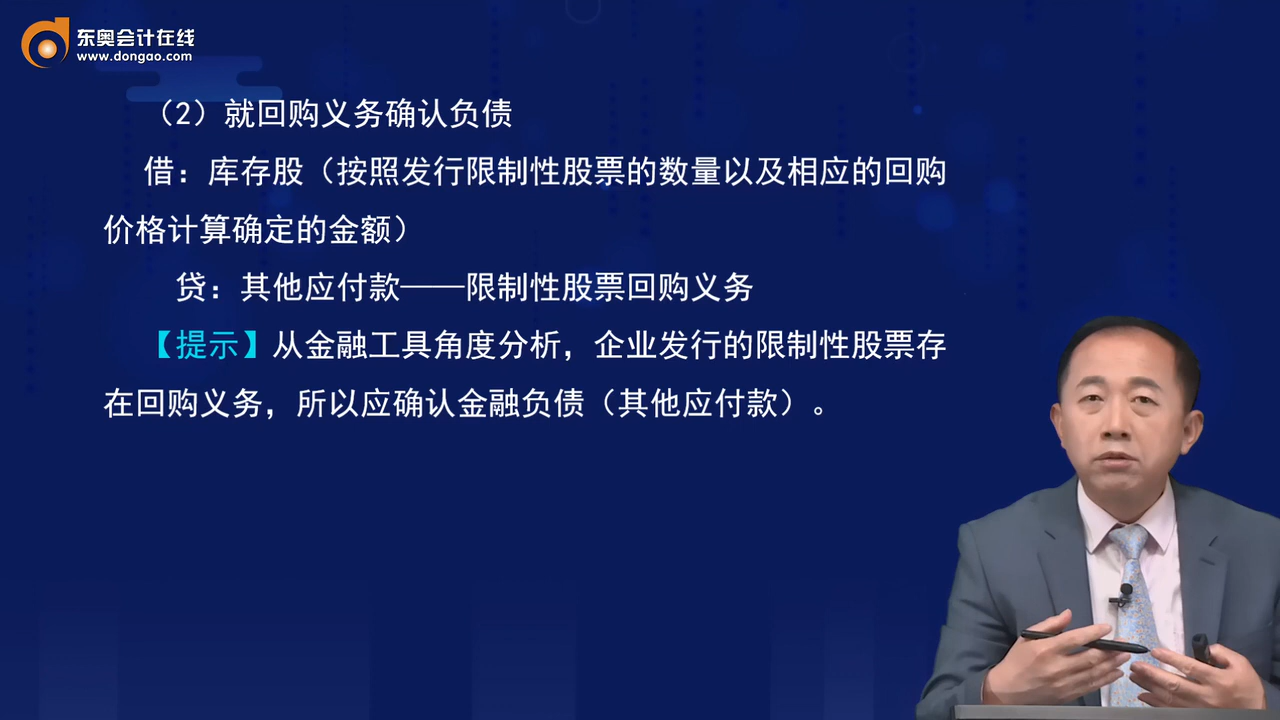 东奥会计在线
www.dongao.com
（2）就回购义务确认负债
借：库存股（按照发行限制性股票的数量以及相应的回购
价格计算确定的金额）
贷：其他应付款——限制性股票回购义务
【提示】从金融工具角度分析，企业发行的限制性股票存
在回购义务，所以应确认金融负债（其他应付款）。